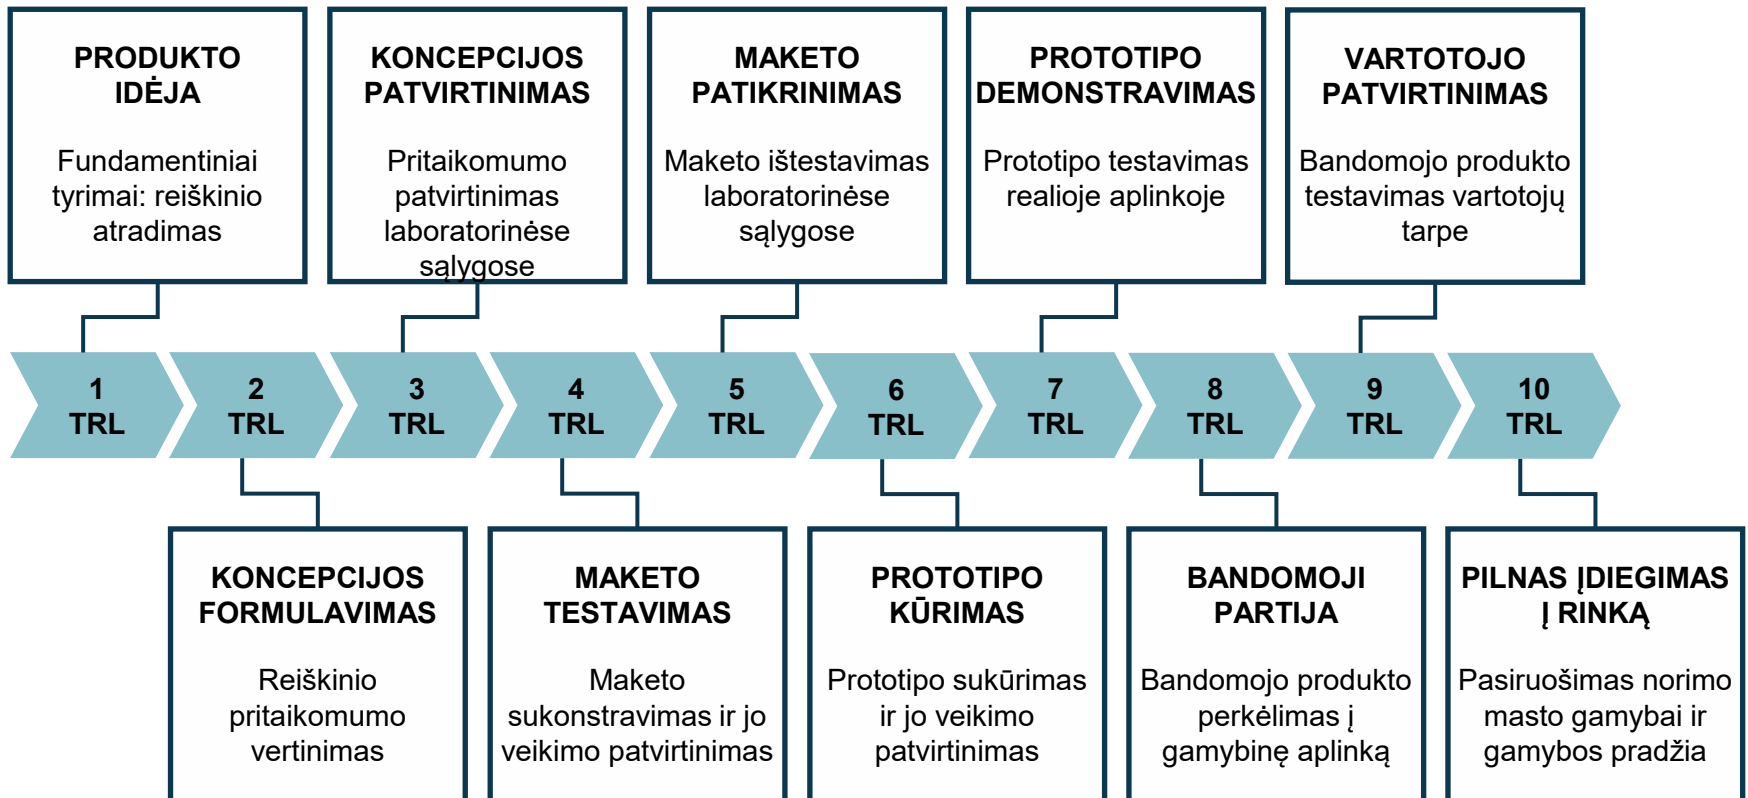 PRODUKTO
IDĖJA
Fundamentiniai
tyrimai: reiškinio
atradimas
KONCEPCIJOS
PATVIRTINIMAS
Pritaikomumo
patvirtinimas
laboratorinėse
sąlygose
MAKETO
PATIKRINIMAS
Maketo ištestavimas
laboratorinėse
sąlygose
PROTOTIPO
DEMONSTRAVIMAS
Prototipo testavimas
realioje aplinkoje
VARTOTOJO
PATVIRTINIMAS
Bandomojo produkto
testavimas vartotojų
tarpe
1
TRL
2
TRL
3
TRL
4
TRL
5
TRL
6
TRL
7
TRL
8
TRL
9
TRL
10
TRL
KONCEPCIJOS
FORMULAVIMAS
Reiškinio
pritaikomumo
vertinimas
MAKETO
TESTAVIMAS
Maketo
sukonstravimas ir jo
veikimo patvirtinimas
PROTOTIPO
KŪRIMAS
Prototipo sukūrimas
ir jo veikimo
patvirtinimas
BANDOMOJI
PARTIJA
Bandomojo produkto
perkėlimas į
gamybinę aplinką
PILNAS ĮDIEGIMAS
Į RINKĄ
Pasiruošimas norimo
masto gamybai ir
gamybos pradžia